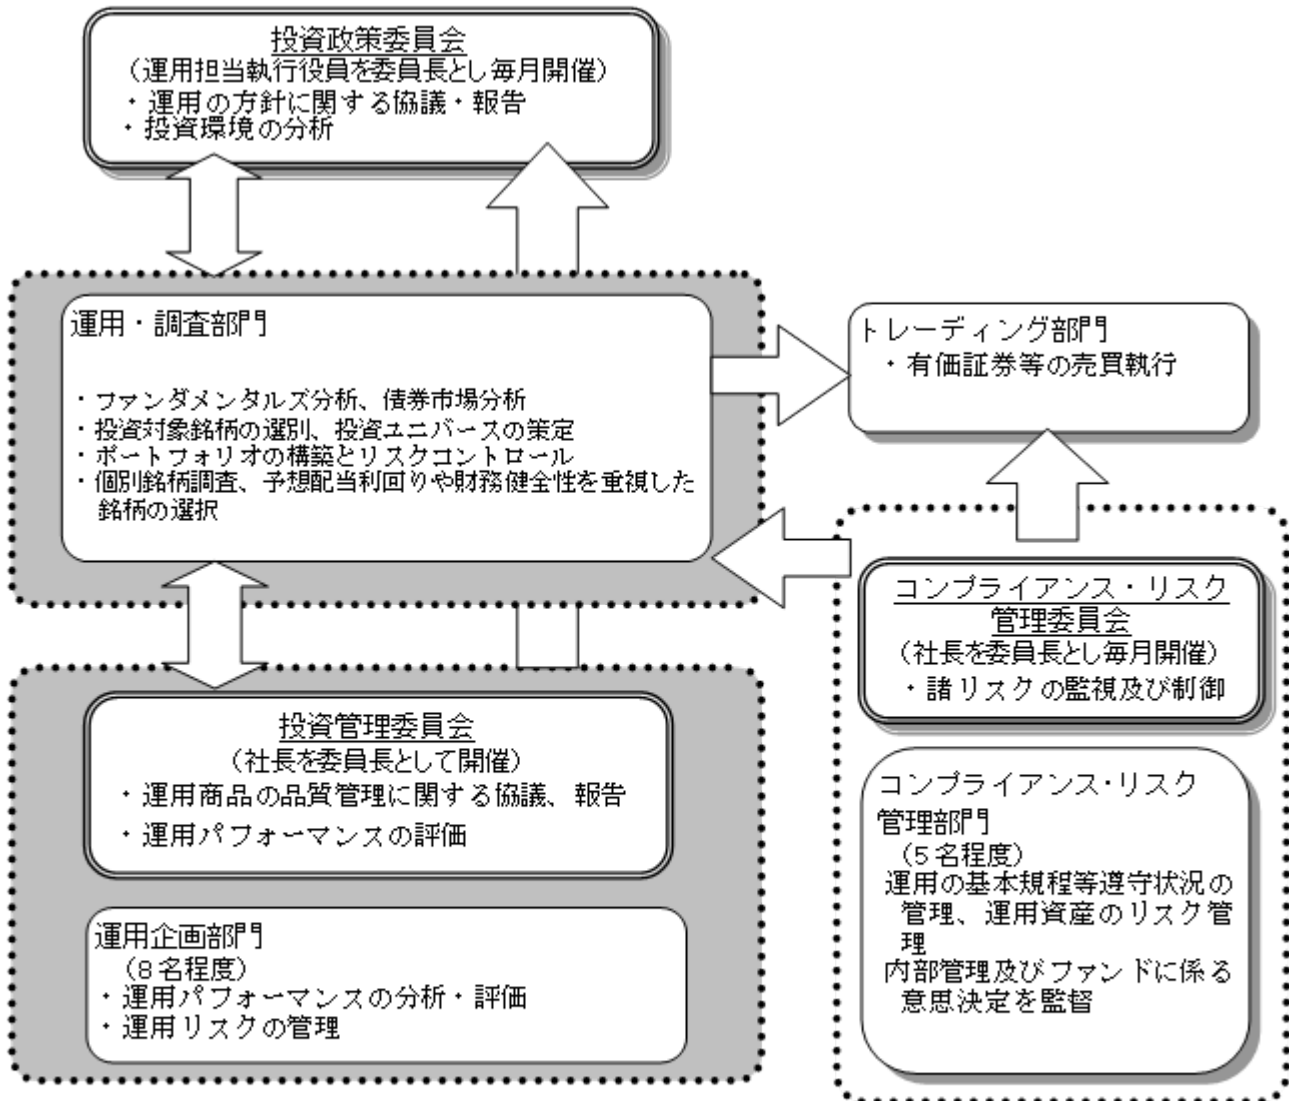 投資政策委員会
（運用担当執行役員を委員長とし毎月開催）
・運用の方針に関する協議・報告
・投資環境の分析
運用・調査部門
・ファンダメンタルズ分析、債券市場分析
・投資対象銘柄の選別、投資ユニバースの策定
・ポートフォリオの構築とリスクコントロール
・個別銘柄調査、予想配当利回りや財務健全性を重視した
銘柄の選択
トレーディング部門
・有価証券等の売買執行
コンプライアンス・リスク
管理委員会
（社長を委員長とし毎月開催）
・諸リスクの監視及び制御
投資管理委員会
（社長を委員長として開催）
・運用商品の品質管理に関する協議、報告
・運用パフォーマンスの評価
コンプライアンス・リスク
管理部門
（５名程度）
運用の基本規程等遵守状況の
管理、運用資産のリスク管
理
内部管理及びファンドに係る
意思決定を監督
運用企画部門
（８名程度）
・運用パフォーマンスの分析・評価
・運用リスクの管理